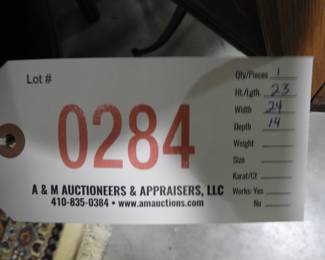 Lot #
0284
A & M AUCTIONEERS & APPRAISERS, LLC
410-835-0384 • www.amauctions.com
Qty/Pieces 1
Ht./Lgth. 23
Width 24
Depth 14
Weight
Size
Karat/Ct.
Works: Yes
No